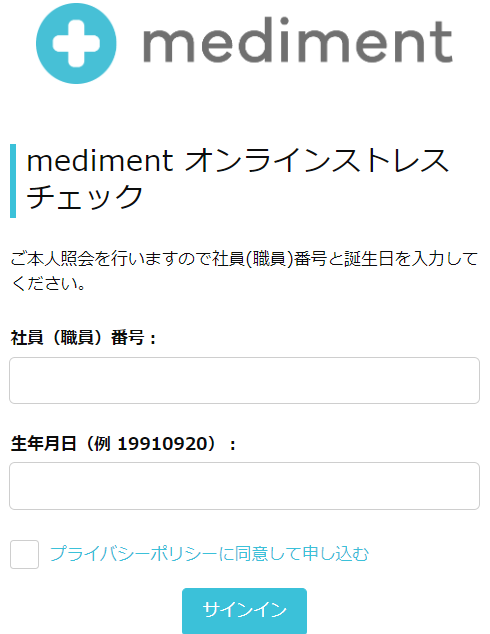 mediment
mediment オンラインストレス
チェック
ご本人照会を行いますので社員(職員)番号と誕生日を入力して
ください。
社員（職員）番号 :
生年月日（例 19910920） :
プライバシーポリシーに同意して申し込む
サインイン